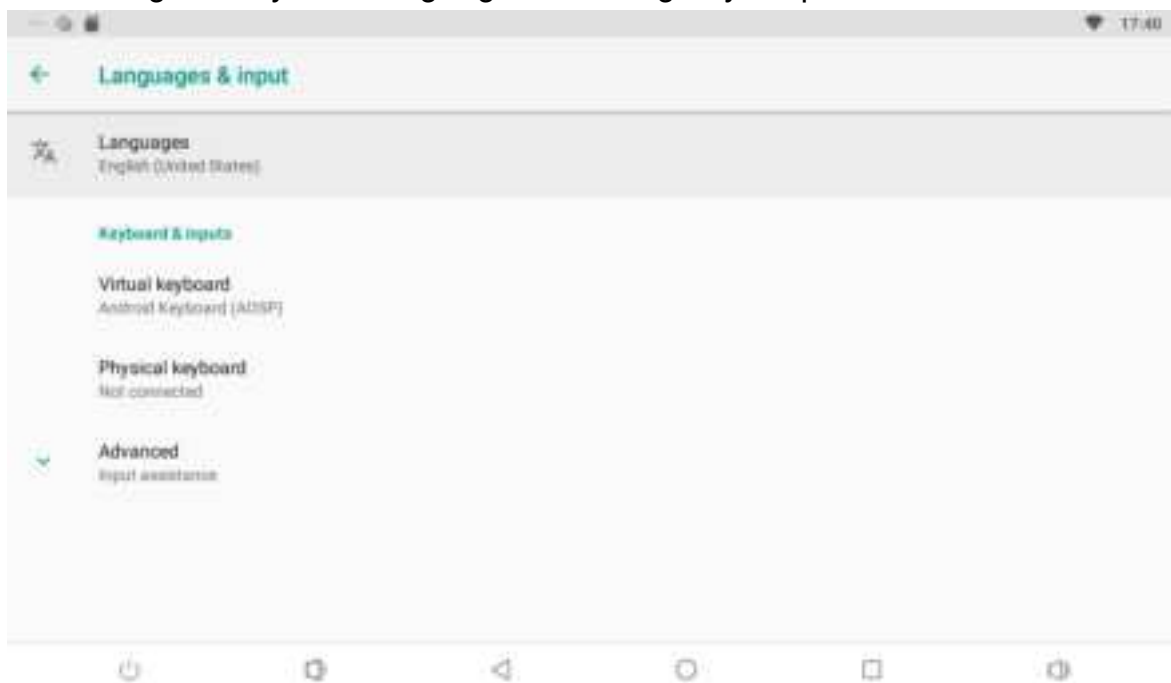 17:40
Languages & input
Languages
English (United States)
Keyboard & inputs
Virtual keyboard
Android Keyboard (AOSP)
Physical keyboard
Not connected
Advanced
Input assistance